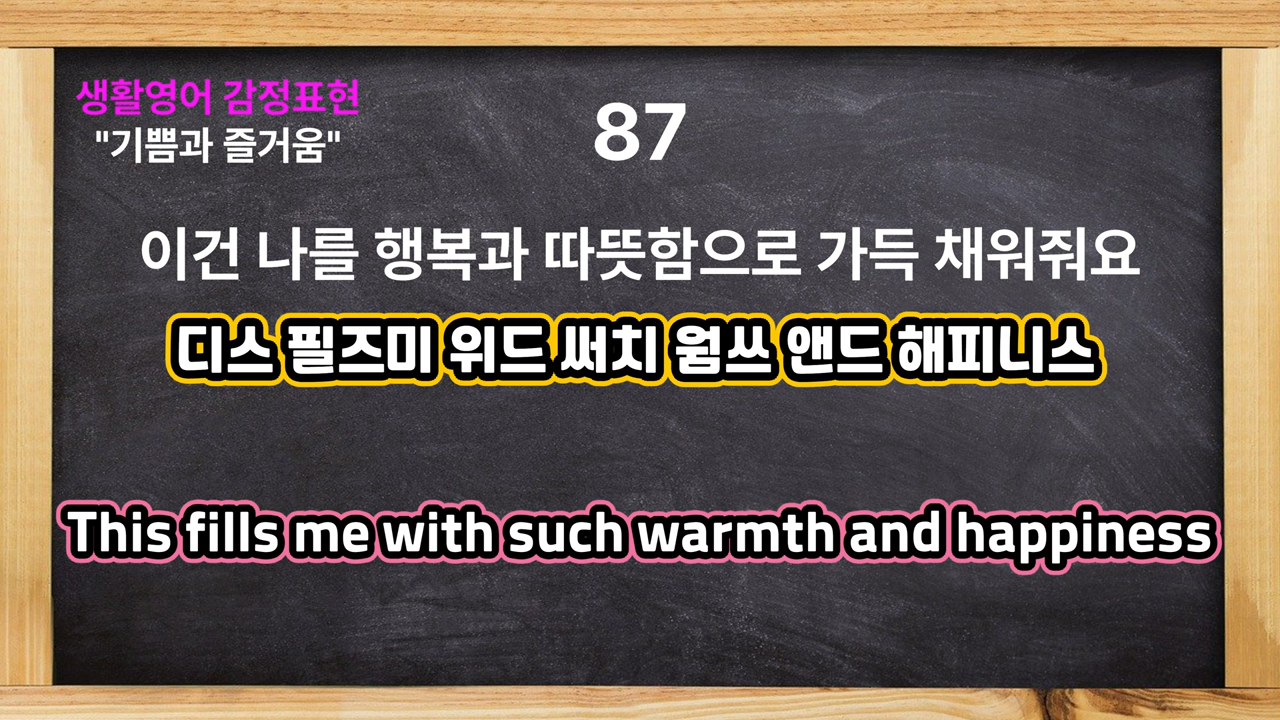 생활영어 감정표현
"기쁨과 즐거움"
87
이건 나를 행복과 따뜻함으로 가득 채워줘요
디스 필즈미 위드 써치 웜쓰 앤드 해피니스
This fills me with such warmth and happiness